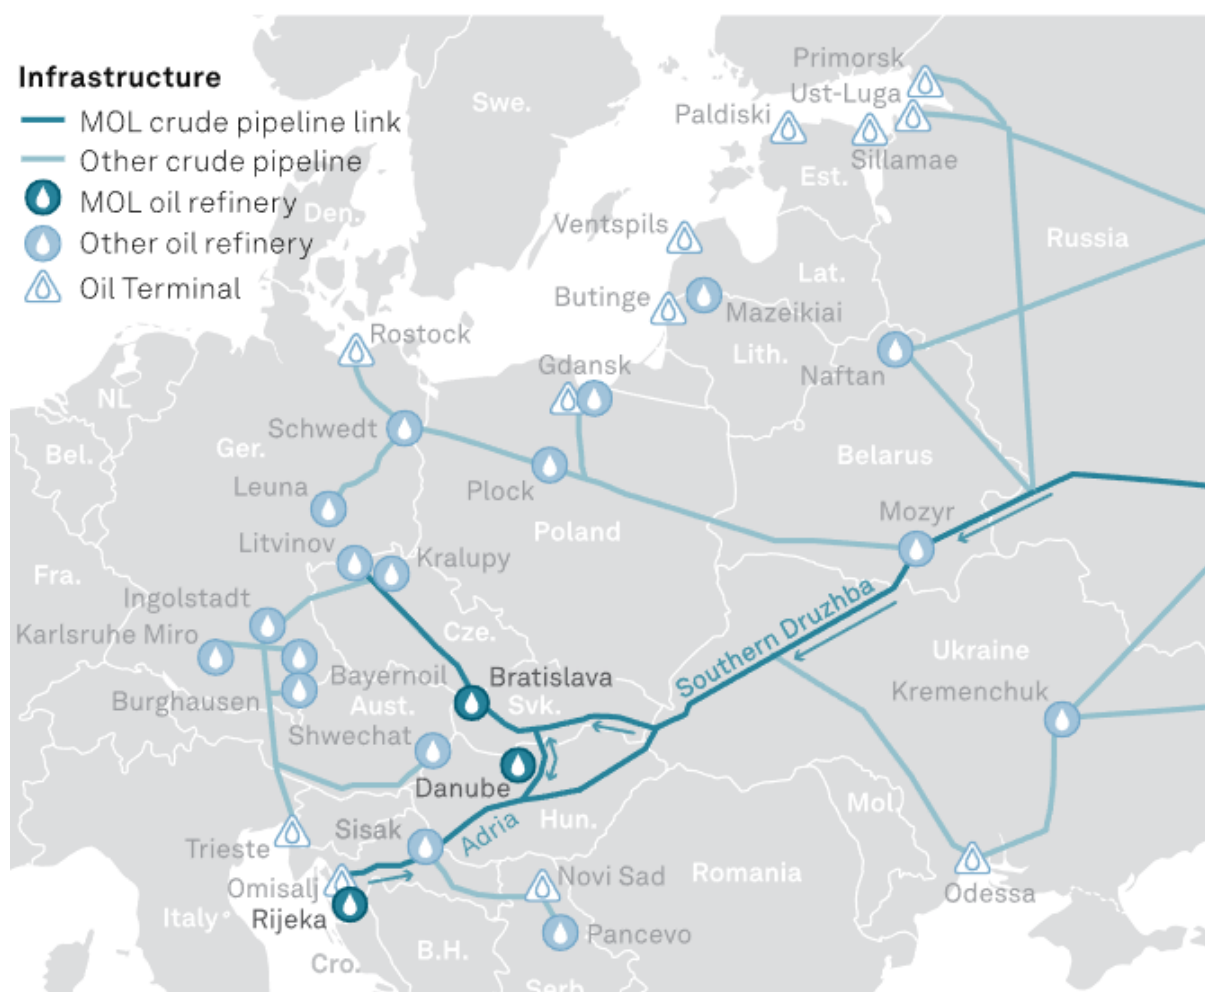 Infrastructure
MOL crude pipeline link
Other crude pipeline
MOL oil refinery
Other oil refinery
Oil Terminal
Swe.
Den.
Primorsk
Ust-Luga
Paldiski
Sillamae
Est.
Ventspils
Russia
Lat.
Butinge
Mazeikiai
Rostock
Lith.
Gdansk
Naftan
NL
Schwedt
Ger.
Bel.
Belarus
Leuna
Plock
Mozyr
Poland
Litvinov
Kralupy
Fra.
Ingolstadt
Karlsruhe Miro
Cze.
Southern Druzhba
Ukraine
Bayernoil
Bratislava
Burghausen
Aust.
Svk.
Kremenchuk
Shwechat
Danube
Mol.
Hun.
Adria
Sisak
Trieste
Omisalj
Novi Sad
Romania
Odessa
Italy
Rijeka
Pancevo
B.H.
Cro.
Serb.